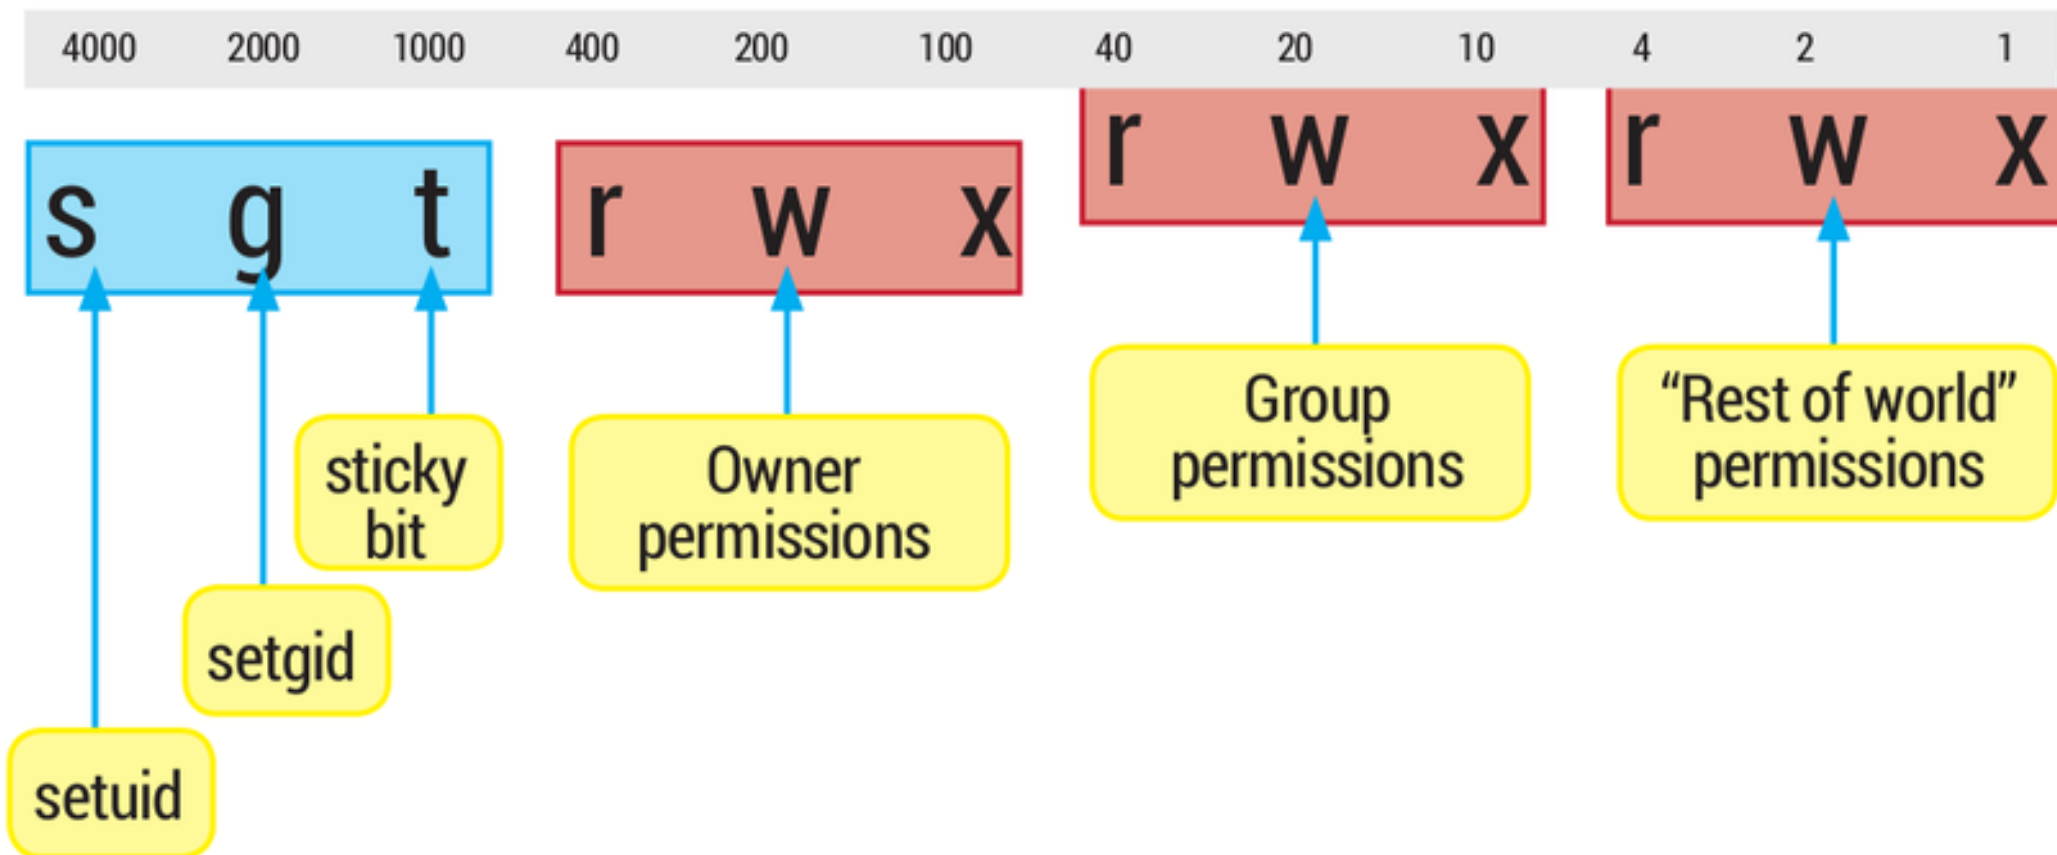 4000 2000 1000 400 200 100 40 20 10 4 2 1
s g t r w x r w x r w x
sticky
bit
Owner
permissions
Group
permissions
“Rest of world”
permissions
setgid
setuid